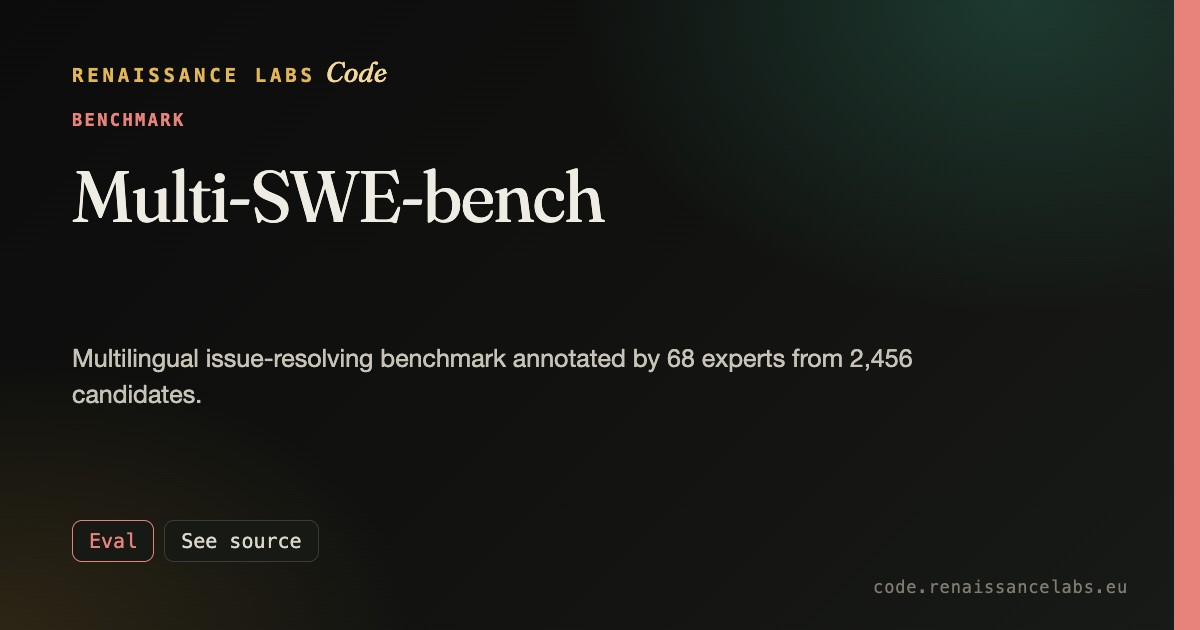 RENAISSANCE LABS Code
BENCHMARK
Multi-SWE-bench
Multilingual issue-resolving benchmark annotated by 68 experts from 2,456
candidates.
Eval See source
code.renaissancelabs.eu